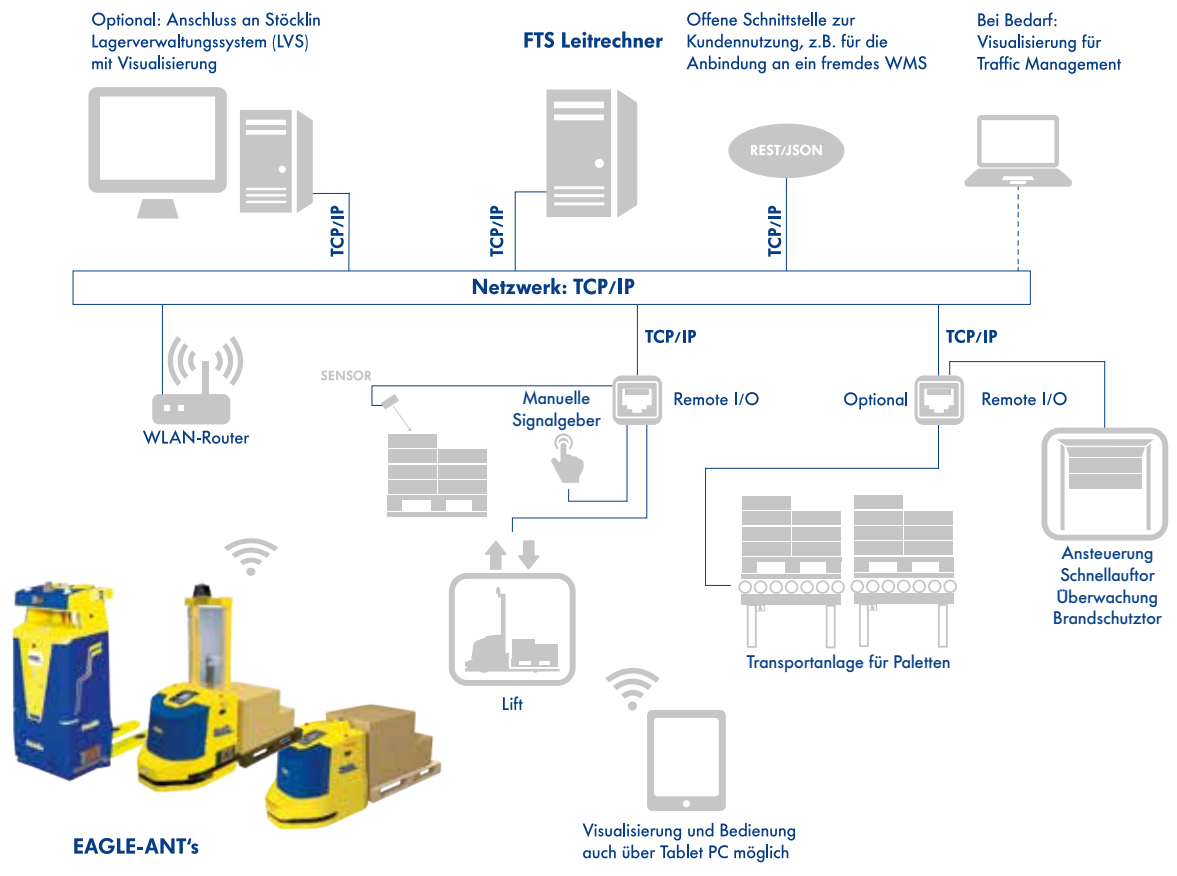 Optional: Anschluss an Stöcklin
Lagerverwaltungssystem (LVS)
mit Visualisierung
FTS Leitrechner
Offene Schnittstelle zur
Kundennutzung, z.B. für die
Anbindung an ein fremdes WMS
Bei Bedarf:
Visualisierung für
Traffic Management
REST/JSON
TCP/IP
TCP/IP
TCP/IP
Netzwerk: TCP/IP
TCP/IP
TCP/IP
SENSOR
Manuelle
Signalgeber
Remote I/O
Optional
Remote I/O
WLAN-Router
Ansteuerung
Schnellauftor
Überwachung
Brandschutztor
Transportanlage für Paletten
Lift
EAGLE-ANT‘s
Visualisierung und Bedienung
auch über Tablet PC möglich